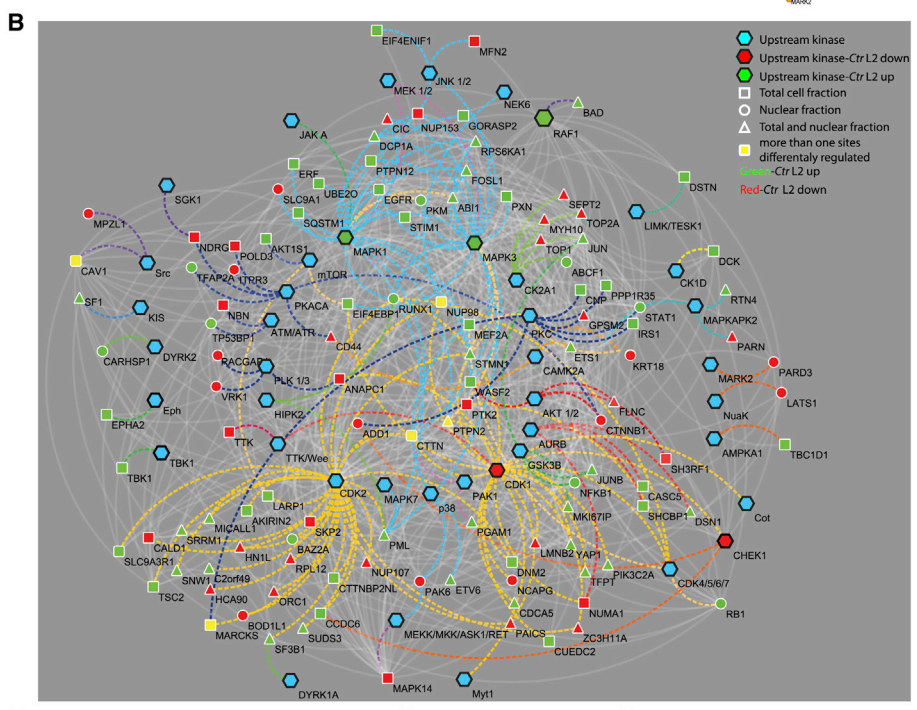 MARK2
B
EIF4ENIF1
MFN2
Upstream kinase
Upstream kinase-Ctr L2 down
Upstream kinase-Ctr L2 up
Total cell fraction
Nuclear fraction
Total and nuclear fraction
more than one sites
differentaly regulated
Green-Ctr L2 up
Red-Ctr L2 down
JNK 1/2
MEK 1/2
NEK6
BAD
JAK A
CIC
NUP153
GORASP2
RAF1
DCP1A
RPS6KA1
ERF
PTPN12
FOSL1
DSTN
SGK1
SLC9A1
UBE2O
EGFR
PKM
ABI1
PXN
SEPT2
MPZL1
SQSTM1
STIM1
MYH10
TOP2A
LIMK/TESK1
NDRG
POLD3
AKT1S1
MAPK1
MAPK3
TOP1
JUN
DCK
CAV1
Src
TFAP2A
ITPR3
mTOR
ABCF1
CK1D
CK2A1
SF1
KIS
PKACA
CNP
PPP1R35
RTN4
NBN
EIF4EBP1
RUNX1
NUP98
PKC
GPSM2
STAT1
MAPKAPK2
TP53BP1
ATM/ATR
CD44
MEF2A
IRS1
PARN
CARHSP1
DYRK2
RACGAP
STMN1
ETS1
KRT18
CAMK2A
MARK2
PARD3
PLK 1/3
ANAPC1
WASF2
VRK1
HIPK2
PTK2
AKT 1/2
FLNC
NuaK
LATS1
EPHA2
Eph
TTK
ADD1
CTTN
PTPN2
CTNNB1
AURB
AMPKA1
TBC1D1
TBK1
TBK1
TTK/Wee
GSK3B
SH3RF1
CDK2
MAPK7
PAK1
CDK1
JUNB
NFKB1
CASC5
LARP1
p38
Cot
MICALL1
AKIRIN2
SKP2
MKI67IP
SHCBP1
DSN1
SRRM1
PGAM1
CALD1
HN1L
BAZ2A
PML
LMNB2
YAP1
CHEK1
SLC9A3R1
RPL12
NUP107
DNM2
PIK3C2A
SNW1
C2orf49
CTTNBP2NL
PAK6
ETV6
NCAPG
TFPT
CDK4/5/6/7
TSC2
HCA90
ORC1
CDCA5
NUMA1
RB1
MARCKS
BOD1L1
CCDC6
MEKK/MKK/ASK1/RET
PAICS
ZC3H11A
SUDS3
SF3B1
CUEDC2
DYRK1A
MAPK14
Myt1